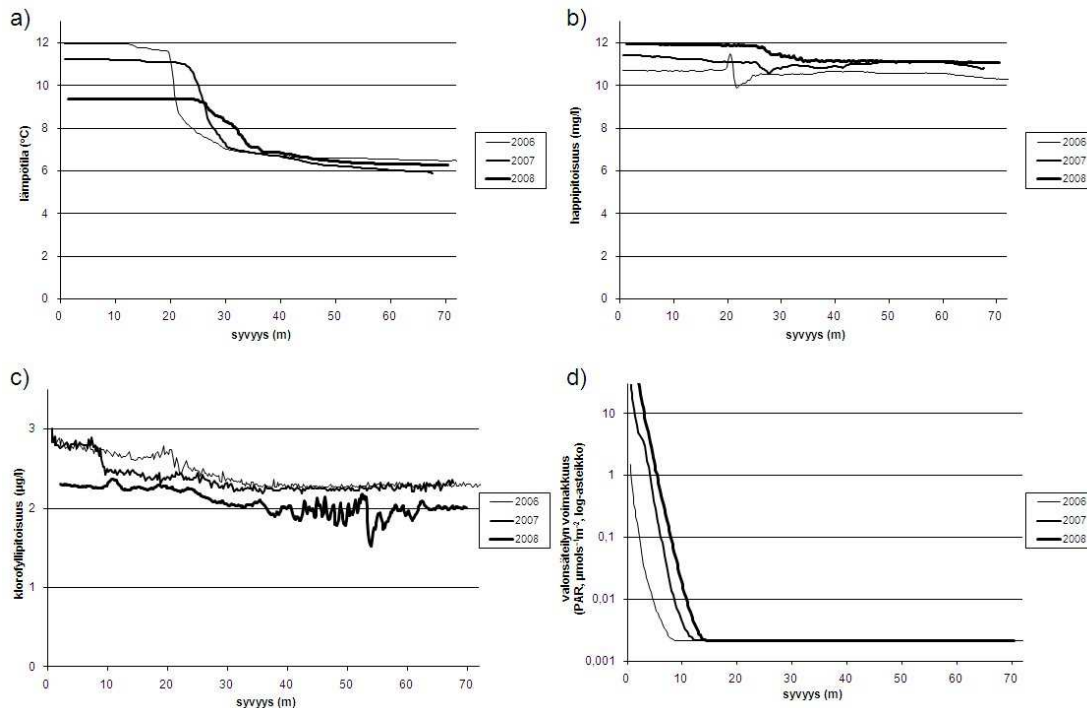 a)
lämpötila (°C)
12
10
8
6
4
2
0
0 10 20 30 40 50 60 70
syvyys (m)
2006
2007
2008
b)
happipitoisuus (mg/l)
12
10
8
6
4
2
0
0 10 20 30 40 50 60 70
syvyys (m)
2006
2007
2008
c)
klorofyllipitoisuus (µg/l)
3
2
1
0
0 10 20 30 40 50 60 70
syvyys (m)
2006
2007
2008
d)
valonsäteilyn voimakkuus
(PAR, µmols⁻¹m⁻², log-asteikko)
10
1
0,1
0,01
0,001
0 10 20 30 40 50 60 70
syvyys (m)
2006
2007
2008